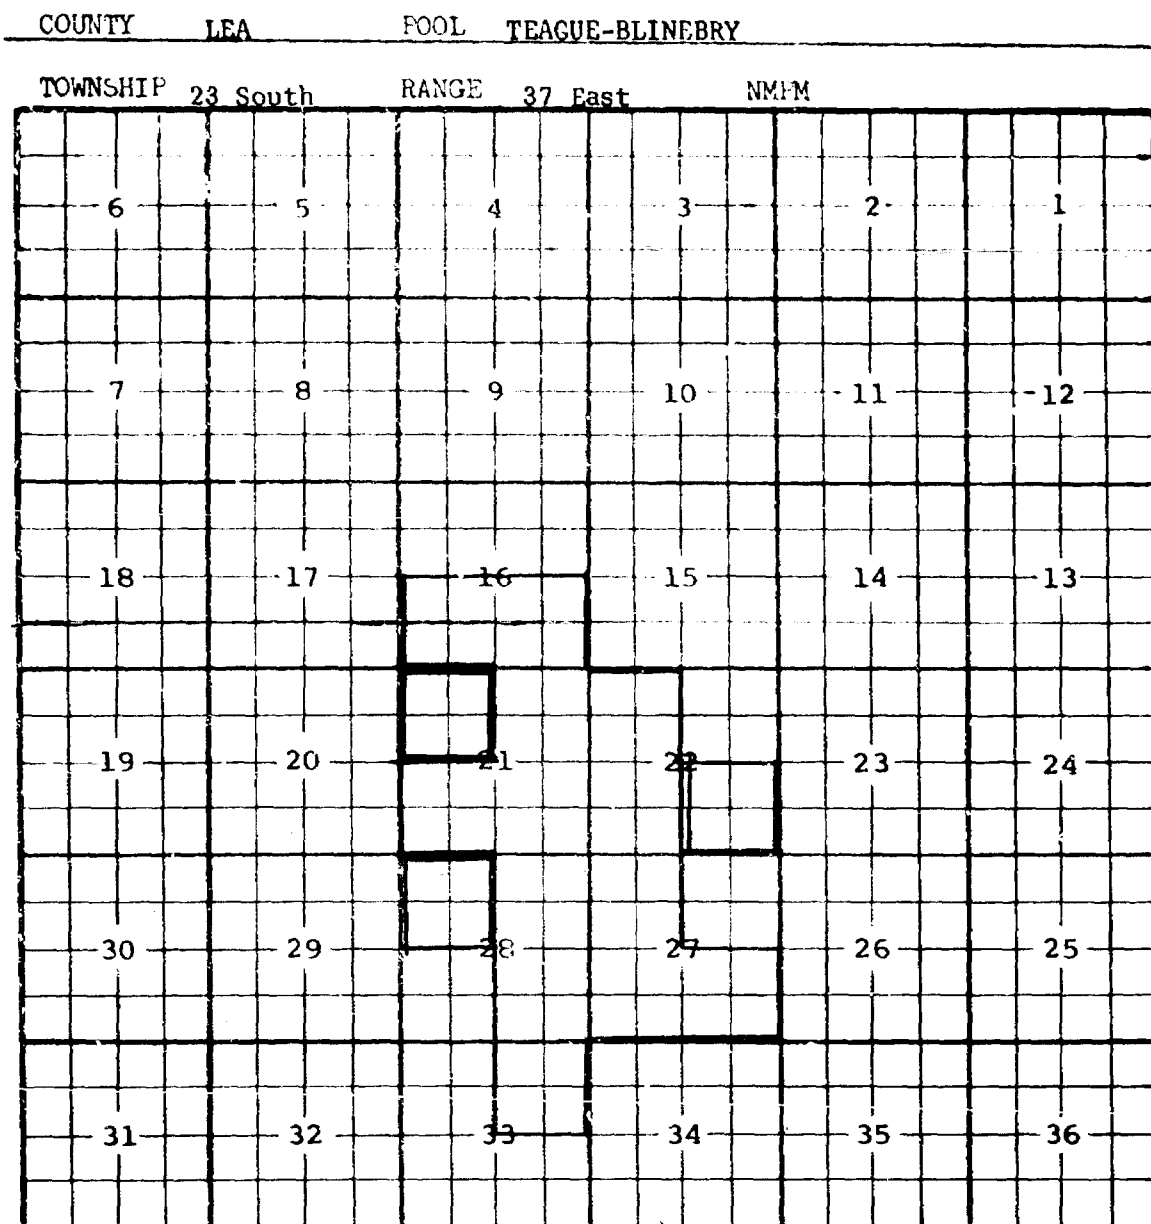 COUNTY LEA POOL TEAGUE-BLINEBRY
TOWNSHIP 23 South RANGE 37 East NMPM
6 5 4 3 2 1
7 8 9 10 11 12
18 17 16 15 14 13
19 20 21 22 23 24
30 29 28 27 26 25
31 32 33 34 35 36